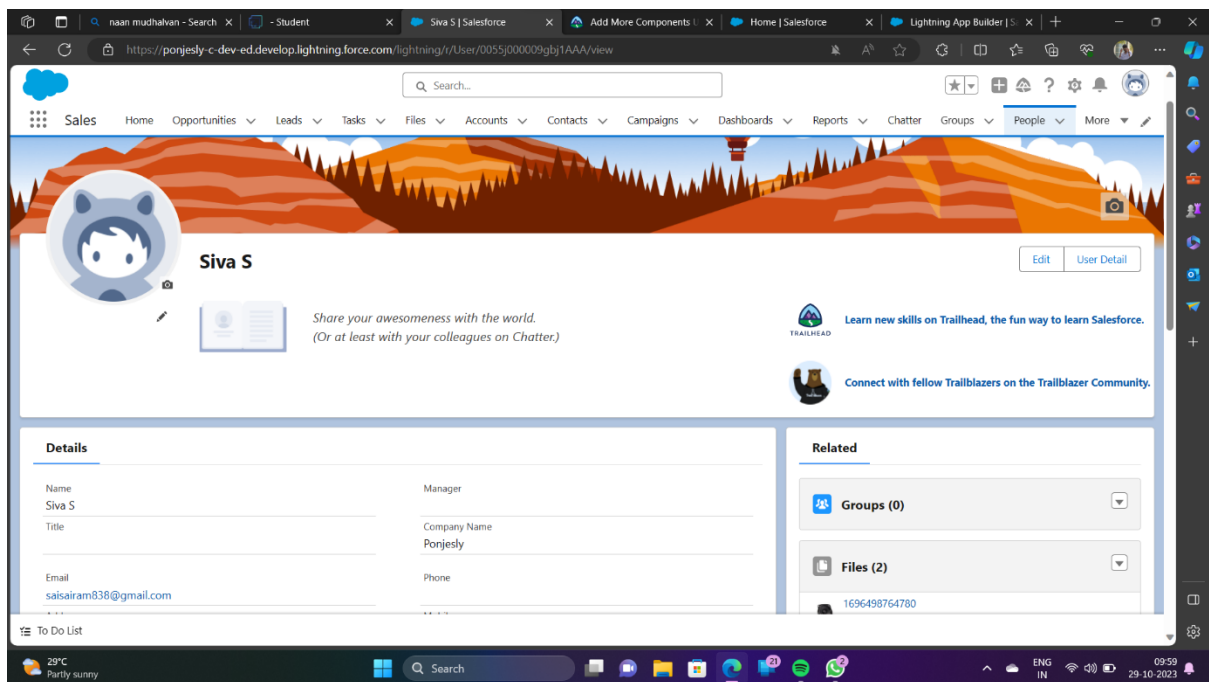 naan mudhalvan - Search
- Student
Siva S | Salesforce
Add More Components
Home | Salesforce
Lightning App Builder | Sa
https://ponjesly-c-dev-ed.develop.lightning.force.com/lightning/r/User/0055j000009gbj1AAA/view
Search...
Sales Home Opportunities Leads Tasks Files Accounts Contacts Campaigns Dashboards Reports Chatter Groups People More
Siva S
Edit User Detail
Share your awesomeness with the world.
(Or at least with your colleagues on Chatter.)
TRAILHEAD
Learn new skills on Trailhead, the fun way to learn Salesforce.
Connect with fellow Trailblazers on the Trailblazer Community.
Details
Name
Siva S
Manager
Title
Company Name
Ponjesly
Email
saisairam838@gmail.com
Phone
Related
Groups (0)
Files (2)
1696498764780
To Do List
29°C
Partly sunny
Search
21
2
ENG
IN
09:59
29-10-2023